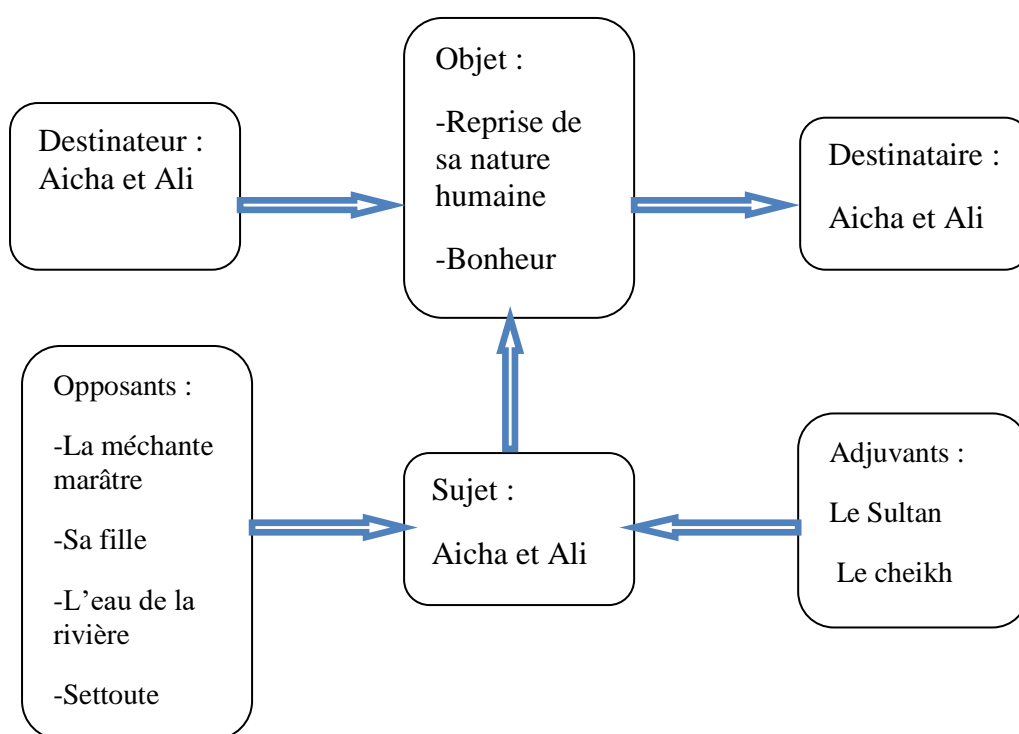 Destinateur :
Aicha et Ali
Objet :
-Reprise de
sa nature
humaine
-Bonheur
Destinataire :
Aicha et Ali
Opposants :
-La méchante
marâtre
-Sa fille
-L’eau de la
rivière
-Settoute
Sujet :
Aicha et Ali
Adjuvants :
Le Sultan
Le cheikh